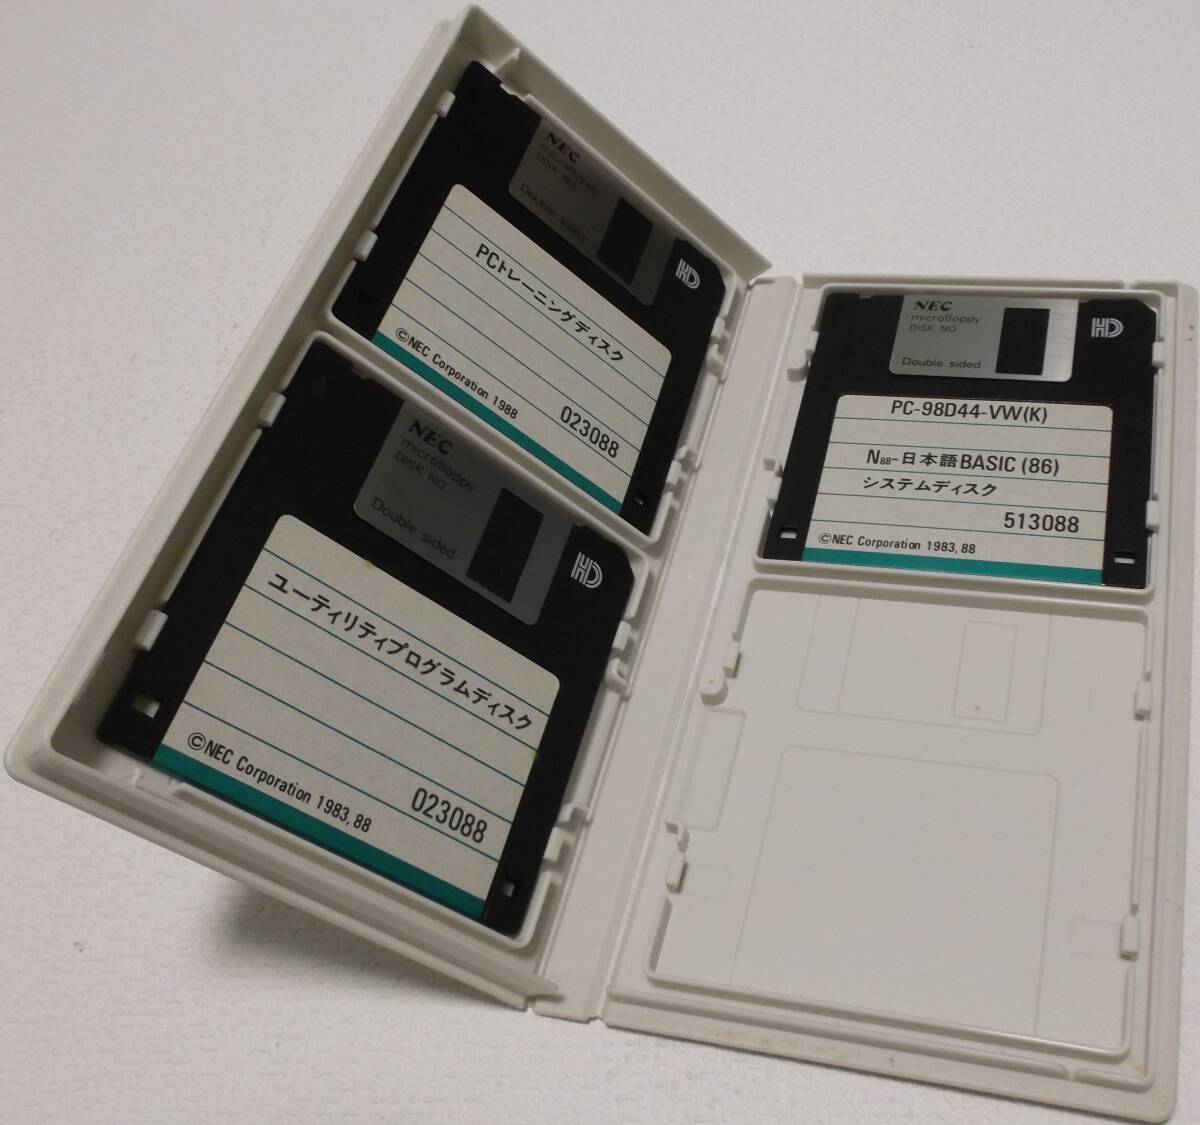 NEC
microfloppy
DISK NO
Double sided
HD
PCトレーニングディスク
023088
©NEC Corporation 1988
NEC
microfloppy
DISK NO
Double sided
HD
ユーティリティプログラムディスク
023088
©NEC Corporation 1983, 88
NEC
microfloppy
DISK NO
Double sided
HD
PC-98D44-VW(K)
N88-日本語BASIC(86)
システムディスク
513088
©NEC Corporation 1983, 88